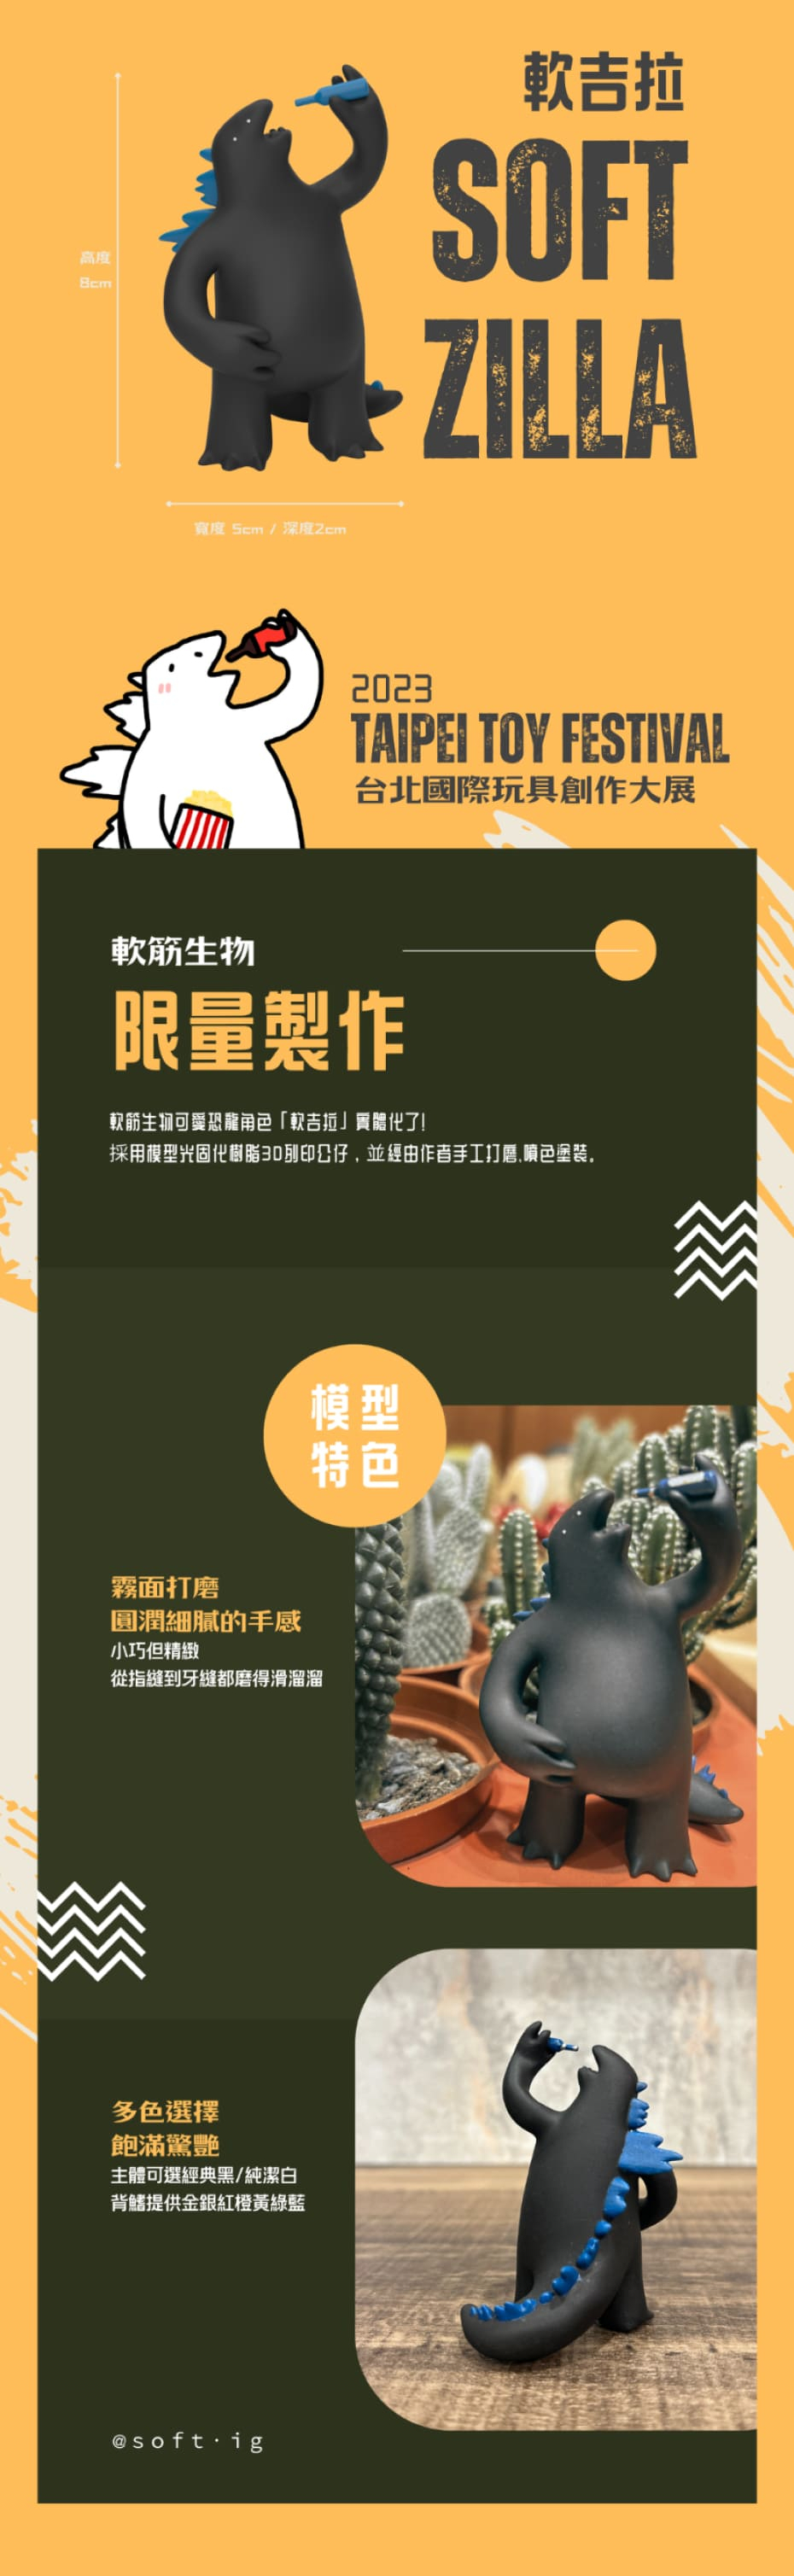 軟吉拉
SOFT
ZILLA
高度
8cm
寬度 5cm / 深度2cm
2023
TAIPEI TOY FESTIVAL
台北國際玩具創作大展
軟筋生物
限量製作
軟筋生物可愛恐龍角色「軟吉拉」實體化了!
採用模型光固化樹脂3D列印公仔，並經由作者手工打磨,噴色塗裝。
模型
特色
霧面打磨
圓潤細膩的手感
小巧但精緻
從指縫到牙縫都磨得滑溜溜
多色選擇
飽滿驚艷
主體可選經典黑/純潔白
背鰭提供金銀紅橙黃綠藍
@soft·ig